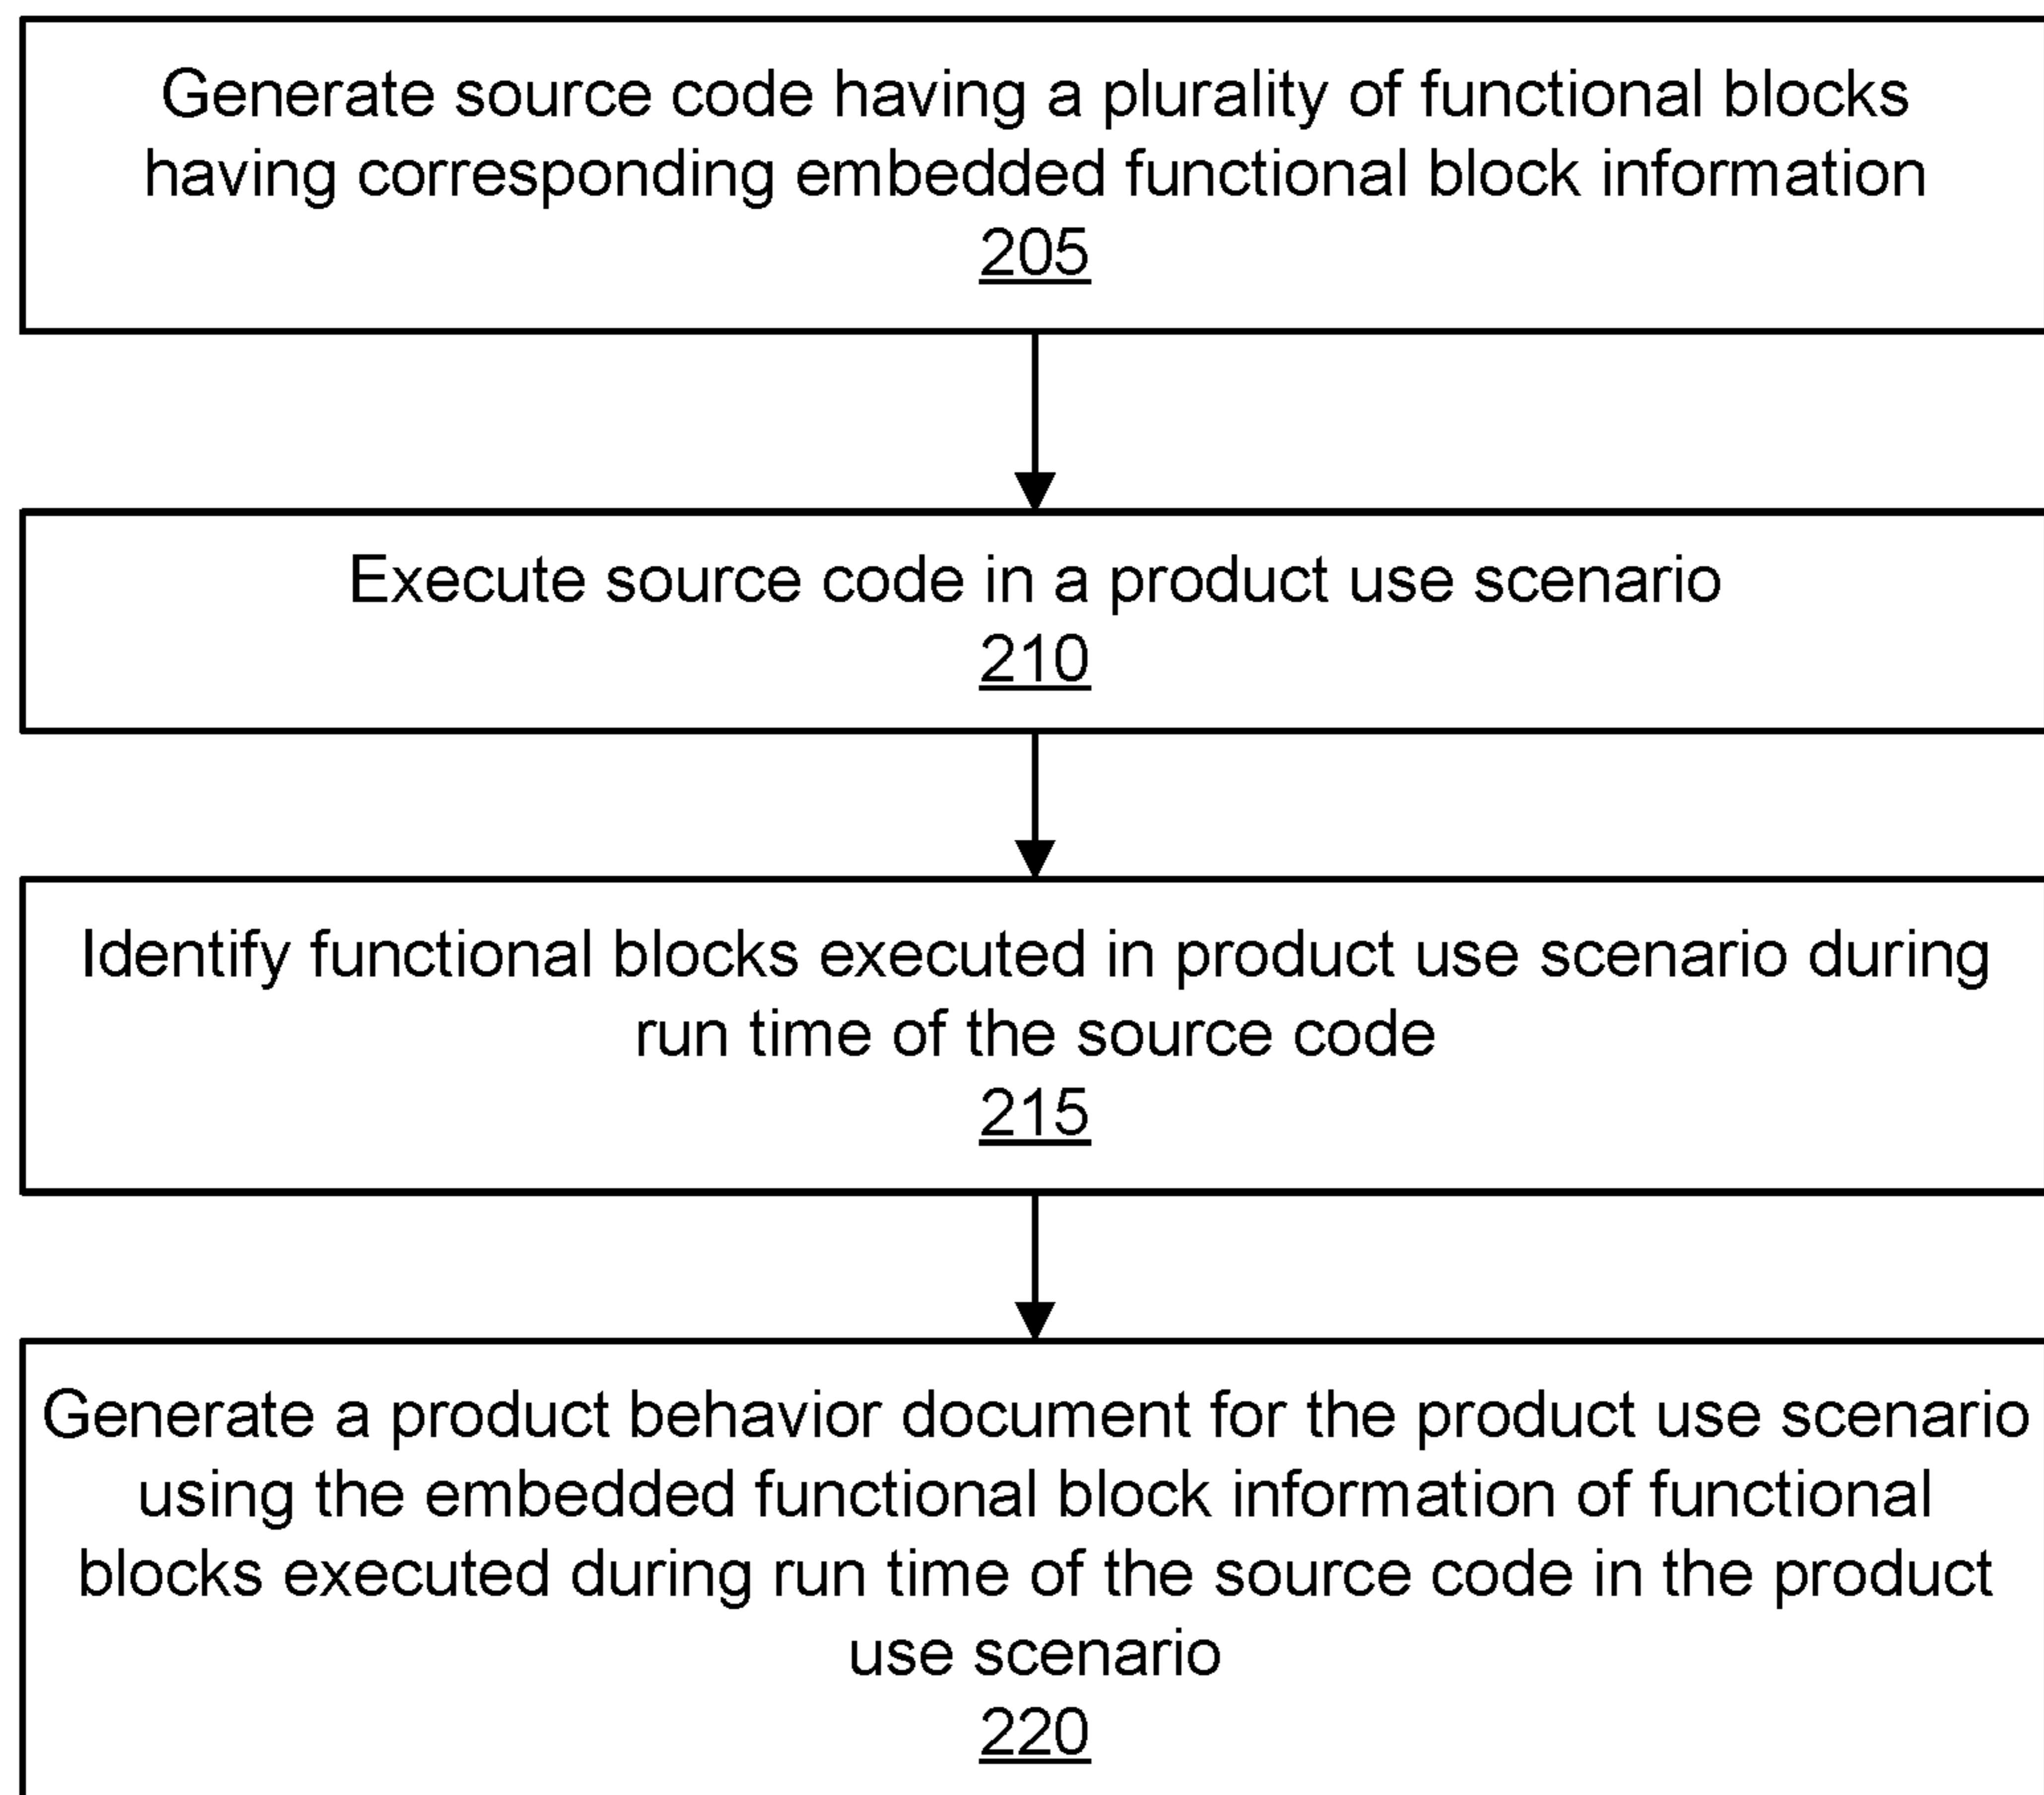 Generate source code having a plurality of functional blocks
having corresponding embedded functional block information
205
Execute source code in a product use scenario
210
Identify functional blocks executed in product use scenario during
run time of the source code
215
Generate a product behavior document for the product use scenario
using the embedded functional block information of functional
blocks executed during run time of the source code in the product
use scenario
220